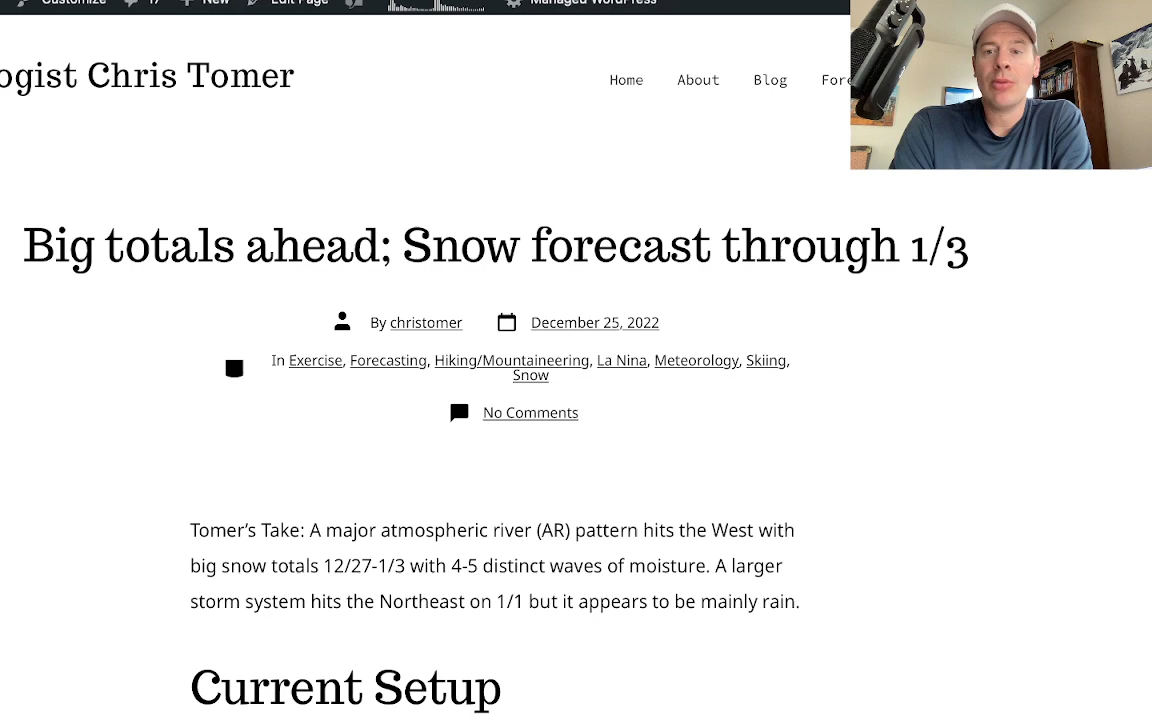 Customize 17 New Edit Page Managed WordPress
ogist Chris Tomer
Home About Blog Fore
Big totals ahead; Snow forecast through 1/3
By christomer December 25, 2022
In Exercise, Forecasting, Hiking/Mountaineering, La Nina, Meteorology, Skiing,
Snow
No Comments
Tomer’s Take: A major atmospheric river (AR) pattern hits the West with
big snow totals 12/27-1/3 with 4-5 distinct waves of moisture. A larger
storm system hits the Northeast on 1/1 but it appears to be mainly rain.
Current Setup